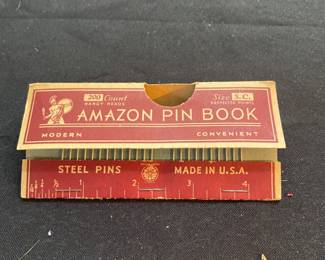 200 Count Size S.C.
HANDY HEADS
AMAZON PIN BOOK
MODERN CONVENIENT
STEEL PINS MADE IN U.S.A.
1 2 3 4